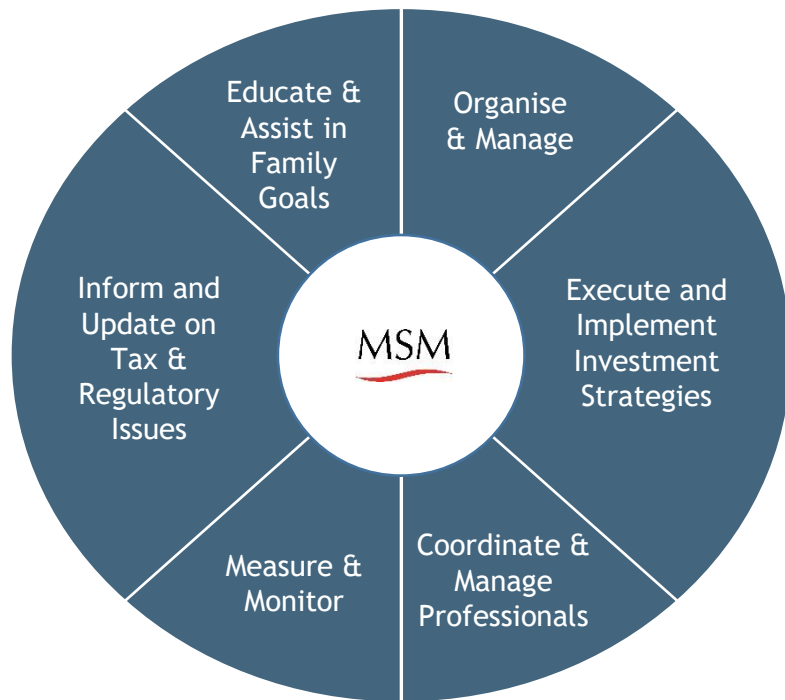 Educate &
Assist in
Family
Goals
Organise
& Manage
Inform and
Update on
Tax &
Regulatory
Issues
MSM
Execute and
Implement
Investment
Strategies
Measure &
Monitor
Coordinate &
Manage
Professionals